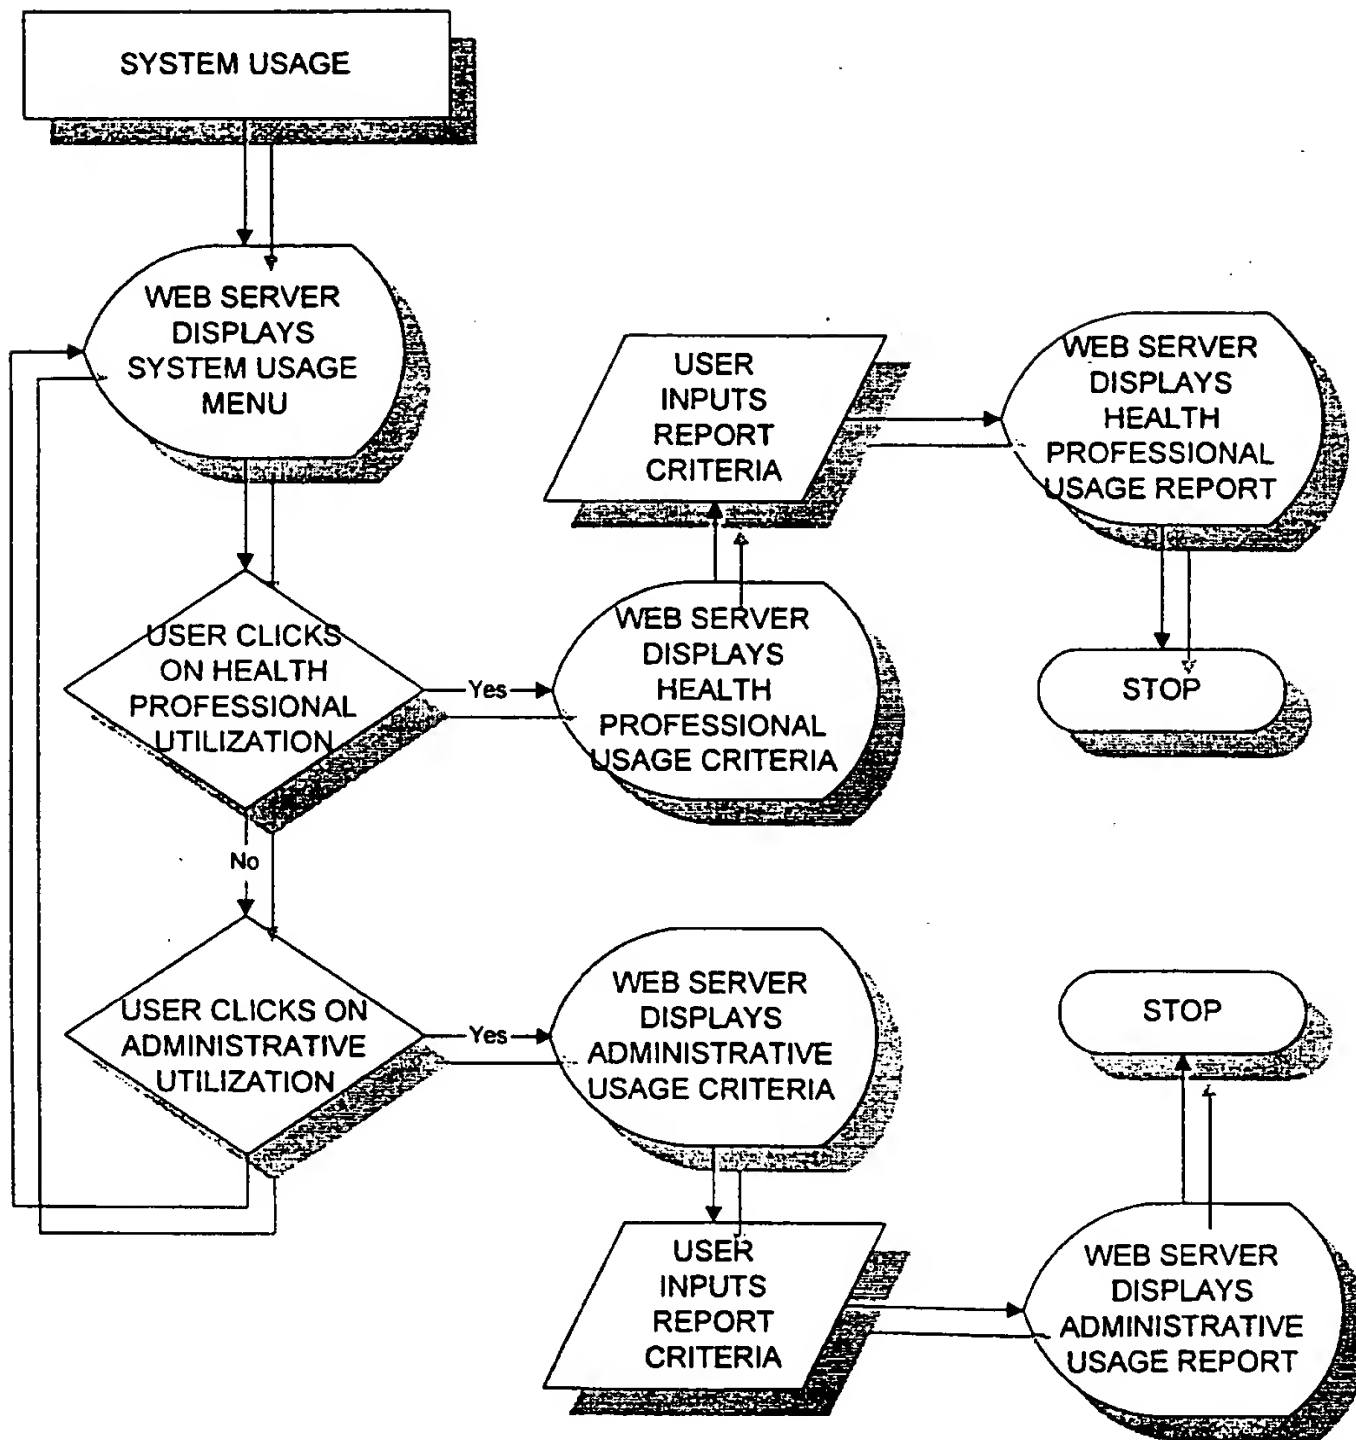 SYSTEM USAGE
WEB SERVER
DISPLAYS
SYSTEM USAGE
MENU
USER CLICKS
ON HEALTH
PROFESSIONAL
UTILIZATION
Yes
WEB SERVER
DISPLAYS
HEALTH
PROFESSIONAL
USAGE CRITERIA
USER
INPUTS
REPORT
CRITERIA
WEB SERVER
DISPLAYS
HEALTH
PROFESSIONAL
USAGE REPORT
STOP
No
USER CLICKS ON
ADMINISTRATIVE
UTILIZATION
Yes
WEB SERVER
DISPLAYS
ADMINISTRATIVE
USAGE CRITERIA
USER
INPUTS
REPORT
CRITERIA
WEB SERVER
DISPLAYS
ADMINISTRATIVE
USAGE REPORT
STOP